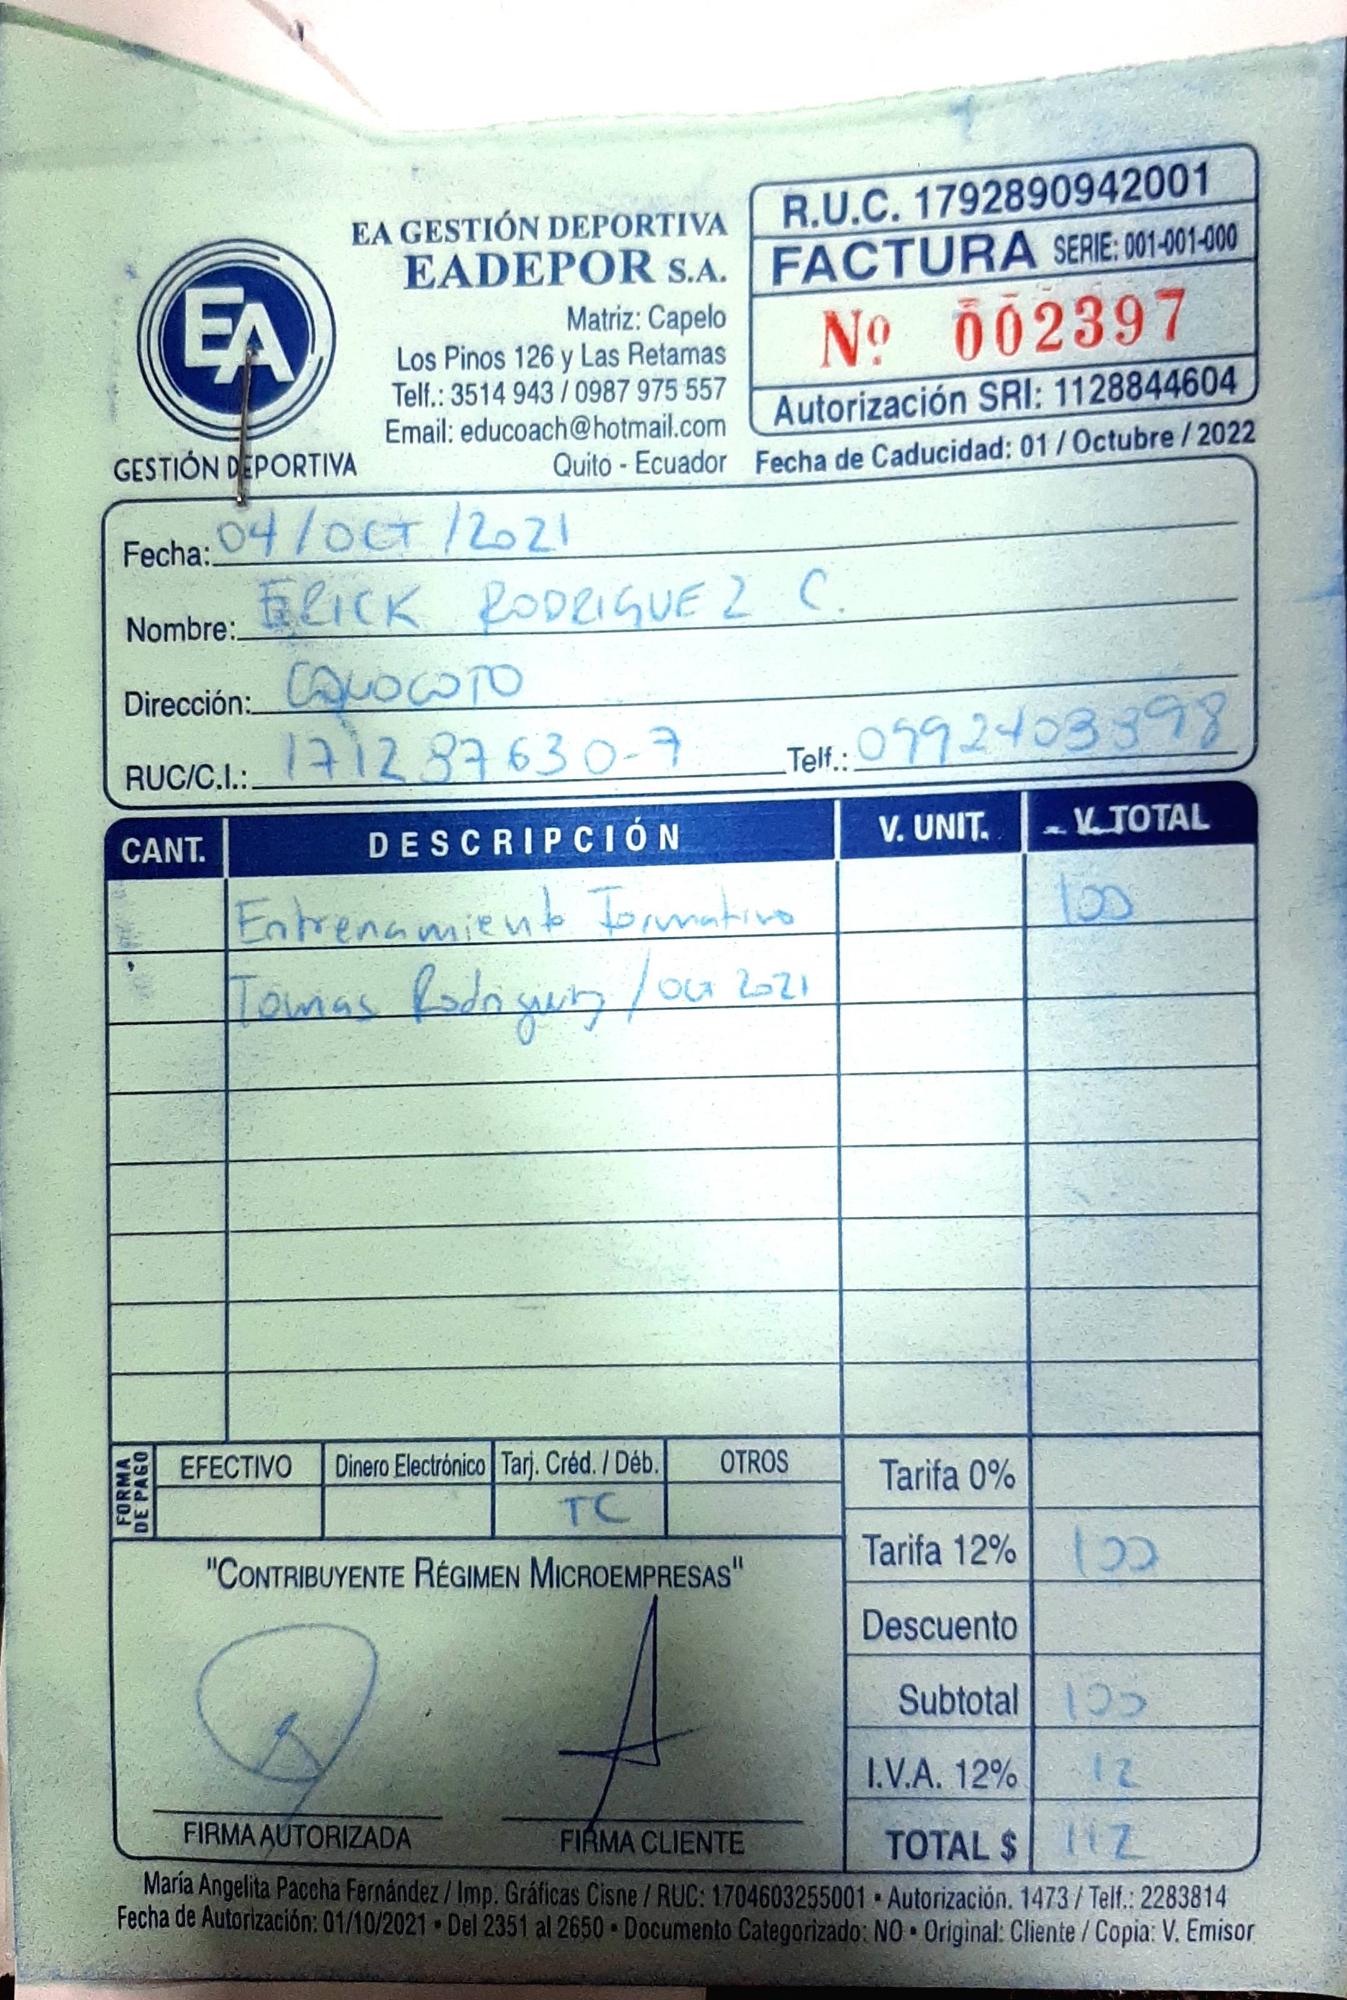 EA
GESTIÓN DEPORTIVA
EA GESTIÓN DEPORTIVA
EADEPOR S.A.
Matriz: Capelo
Los Pinos 126 y Las Retamas
Telf.: 3514 943 / 0987 975 557
Email: educoach@hotmail.com
Quito - Ecuador
R.U.C. 1792890942001
FACTURA SERIE: 001-001-000
Nº 002397
Autorización SRI: 1128844604
Fecha de Caducidad: 01 / Octubre / 2022
Fecha: 04/OCT/2021
Nombre: ERICK RODRIGUEZ C.
Dirección:
RUC/C.I.: 171287630-7 Telf.: 0992403398
CANT. DESCRIPCIÓN V. UNIT. V. TOTAL
Entrenamiento Formativo 100
Tomas Rodriguez / Oct 2021
FORMA DE PAGO EFECTIVO Dinero Electrónico Tarj. Créd. / Déb. OTROS
TC
Tarifa 0%
Tarifa 12% 100
Descuento
Subtotal 100
I.V.A. 12% 12
TOTAL $ 112
"CONTRIBUYENTE RÉGIMEN MICROEMPRESAS"
FIRMA AUTORIZADA FIRMA CLIENTE
María Angelita Paccha Fernández / Imp. Gráficas Cisne / RUC: 1704603255001 • Autorización. 1473 / Telf.: 2283814
Fecha de Autorización: 01/10/2021 • Del 2351 al 2650 • Documento Categorizado: NO • Original: Cliente / Copia: V. Emisor